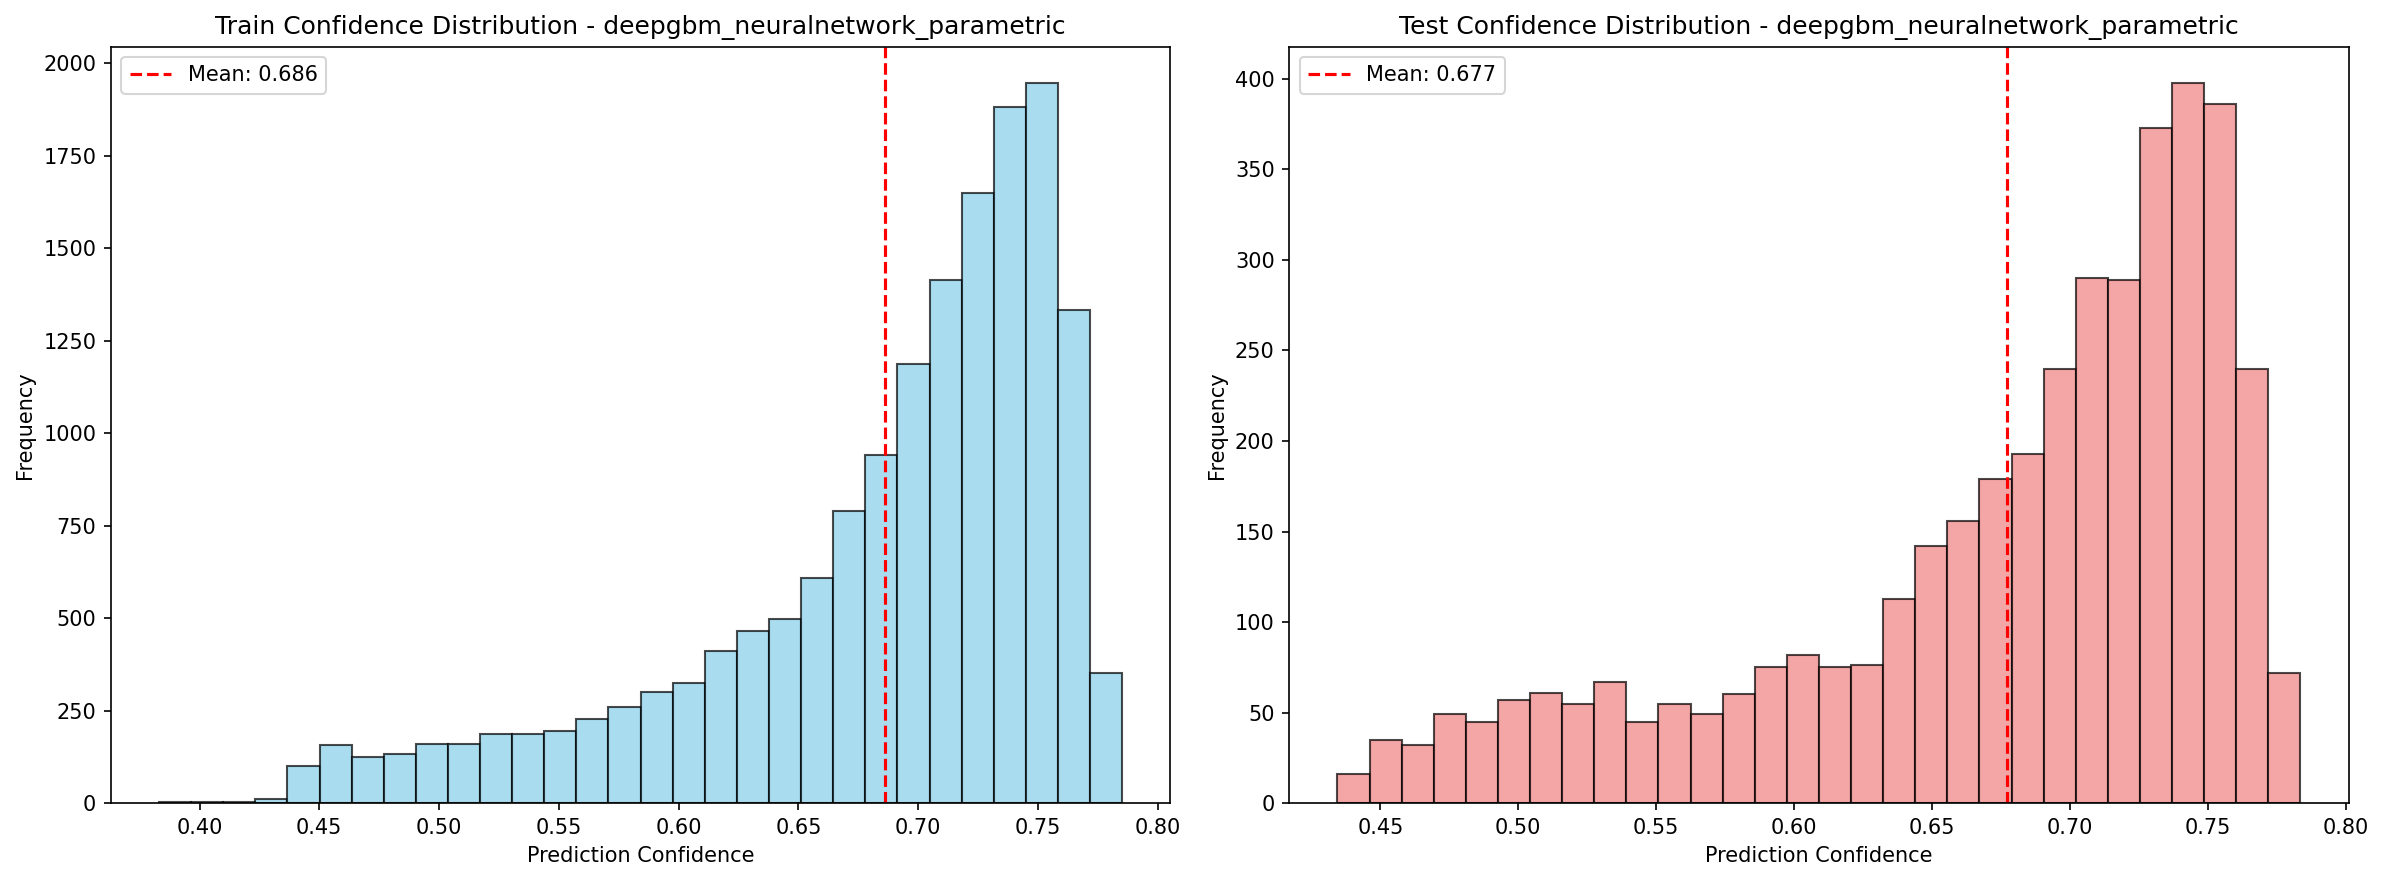 Train Confidence Distribution - deepgbm_neuralnetwork_parametric
Mean: 0.686
Frequency
2000
1750
1500
1250
1000
750
500
250
0
0.40 0.45 0.50 0.55 0.60 0.65 0.70 0.75 0.80
Prediction Confidence
Test Confidence Distribution - deepgbm_neuralnetwork_parametric
Mean: 0.677
Frequency
400
350
300
250
200
150
100
50
0
0.45 0.50 0.55 0.60 0.65 0.70 0.75 0.80
Prediction Confidence